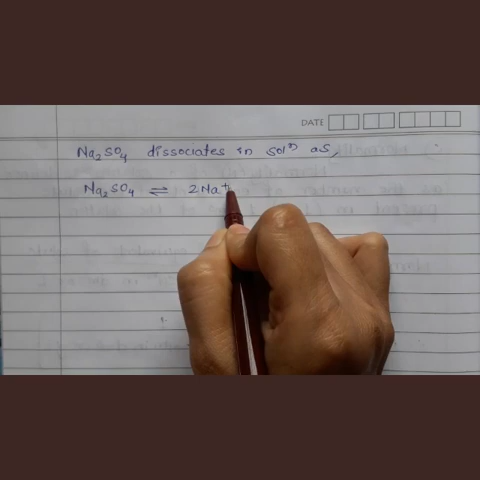 DATE
Na₂SO₄ dissociates in solⁿ as,
Na₂SO₄ ⇌ 2Na⁺